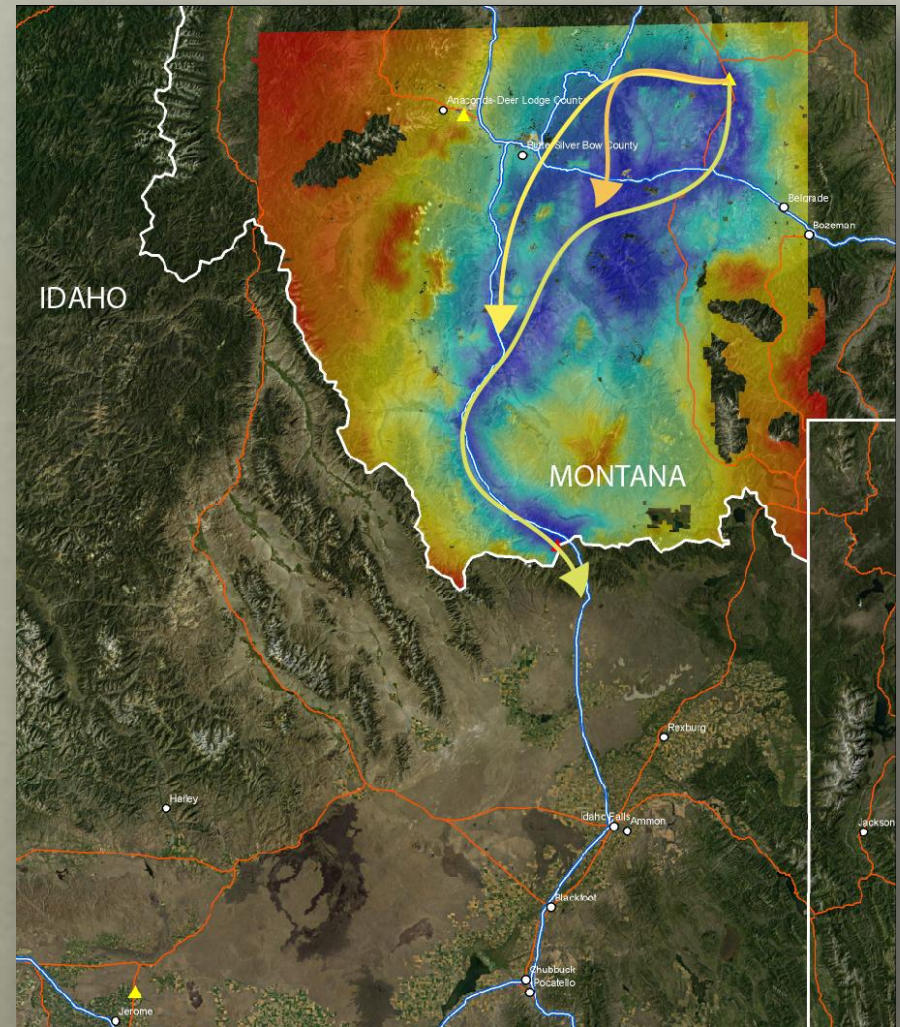 Anaconda-Deer Lodge Count
Butte-Silver Bow County
Belgrade
Bozeman
IDAHO
MONTANA
Rexburg
Hailey
Idaho Falls
Ammon
Jackson
Blackfoot
Chubbuck
Pocatello
Jerome